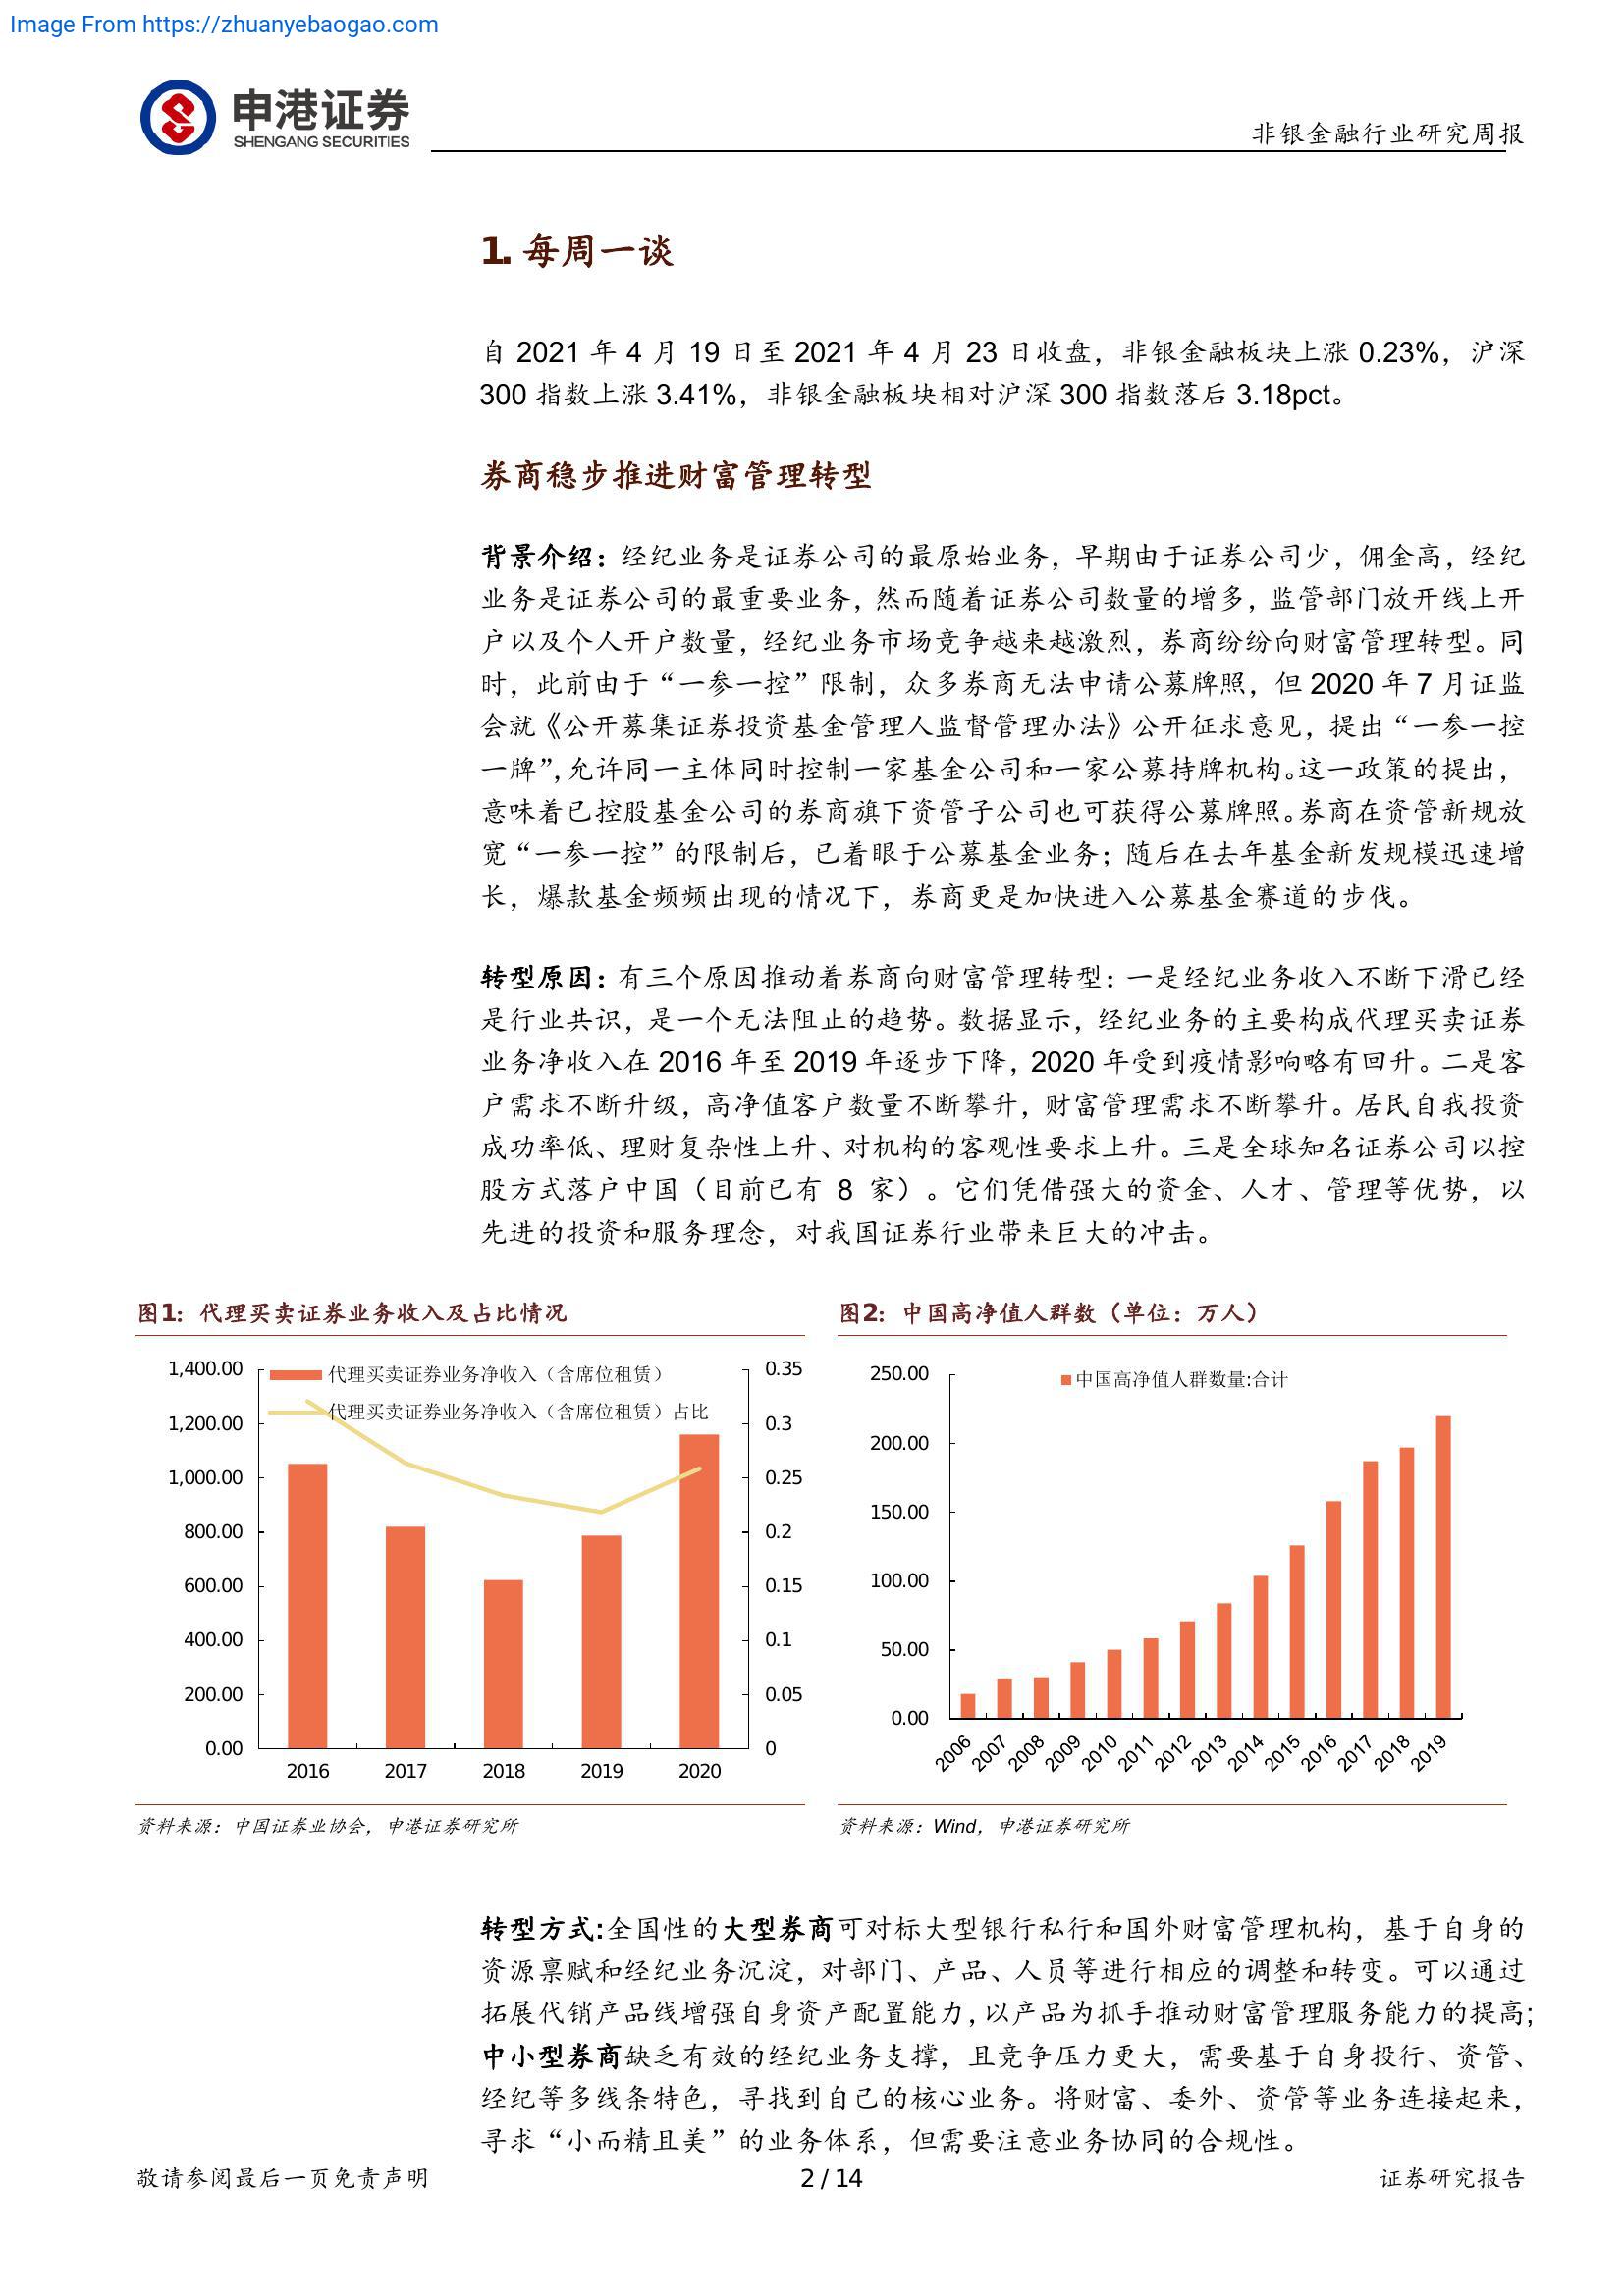 Image From https://zhuanyebaogao.com
申港证券
SHENGANG SECURITIES
非银金融行业研究周报
1. 每周一谈
自 2021 年 4 月 19 日至 2021 年 4 月 23 日收盘，非银金融板块上涨 0.23%，沪深
300 指数上涨 3.41%，非银金融板块相对沪深 300 指数落后 3.18pct。
券商稳步推进财富管理转型
背景介绍：经纪业务是证券公司的最原始业务，早期由于证券公司少，佣金高，经纪
业务是证券公司的最重要业务，然而随着证券公司数量的增多，监管部门放开线上开
户以及个人开户数量，经纪业务市场竞争越来越激烈，券商纷纷向财富管理转型。同
时，此前由于“一参一控”限制，众多券商无法申请公募牌照，但 2020 年 7 月证监
会就《公开募集证券投资基金管理人监督管理办法》公开征求意见，提出“一参一控
一牌”，允许同一主体同时控制一家基金公司和一家公募持牌机构。这一政策的提出，
意味着已控股基金公司的券商旗下资管子公司也可获得公募牌照。券商在资管新规放
宽“一参一控”的限制后，已着眼于公募基金业务；随后在去年基金新发规模迅速增
长，爆款基金频频出现的情况下，券商更是加快进入公募基金赛道的步伐。
转型原因：有三个原因推动着券商向财富管理转型：一是经纪业务收入不断下滑已经
是行业共识，是一个无法阻止的趋势。数据显示，经纪业务的主要构成代理买卖证券
业务净收入在 2016 年至 2019 年逐步下降，2020 年受到疫情影响略有回升。二是客
户需求不断升级，高净值客户数量不断攀升，财富管理需求不断攀升。居民自我投资
成功率低、理财复杂性上升、对机构的客观性要求上升。三是全球知名证券公司以控
股方式落户中国（目前已有 8 家）。它们凭借强大的资金、人才、管理等优势，以
先进的投资和服务理念，对我国证券行业带来巨大的冲击。
图1：代理买卖证券业务收入及占比情况
1,400.00
1,200.00
1,000.00
800.00
600.00
400.00
200.00
0.00
代理买卖证券业务净收入（含席位租赁）
代理买卖证券业务净收入（含席位租赁）占比
0.35
0.3
0.25
0.2
0.15
0.1
0.05
0
2016 2017 2018 2019 2020
资料来源：中国证券业协会，申港证券研究所
图2：中国高净值人群数（单位：万人）
250.00
200.00
150.00
100.00
50.00
0.00
中国高净值人群数量:合计
2006 2007 2008 2009 2010 2011 2012 2013 2014 2015 2016 2017 2018 2019
资料来源：Wind，申港证券研究所
转型方式:全国性的大型券商可对标大型银行私行和国外财富管理机构，基于自身的
资源禀赋和经纪业务沉淀，对部门、产品、人员等进行相应的调整和转变。可以通过
拓展代销产品线增强自身资产配置能力，以产品为抓手推动财富管理服务能力的提高;
中小型券商缺乏有效的经纪业务支撑，且竞争压力更大，需要基于自身投行、资管、
经纪等多线条特色，寻找到自己的核心业务。将财富、委外、资管等业务连接起来，
寻求“小而精且美”的业务体系，但需要注意业务协同的合规性。
敬请参阅最后一页免责声明
2 / 14
证券研究报告